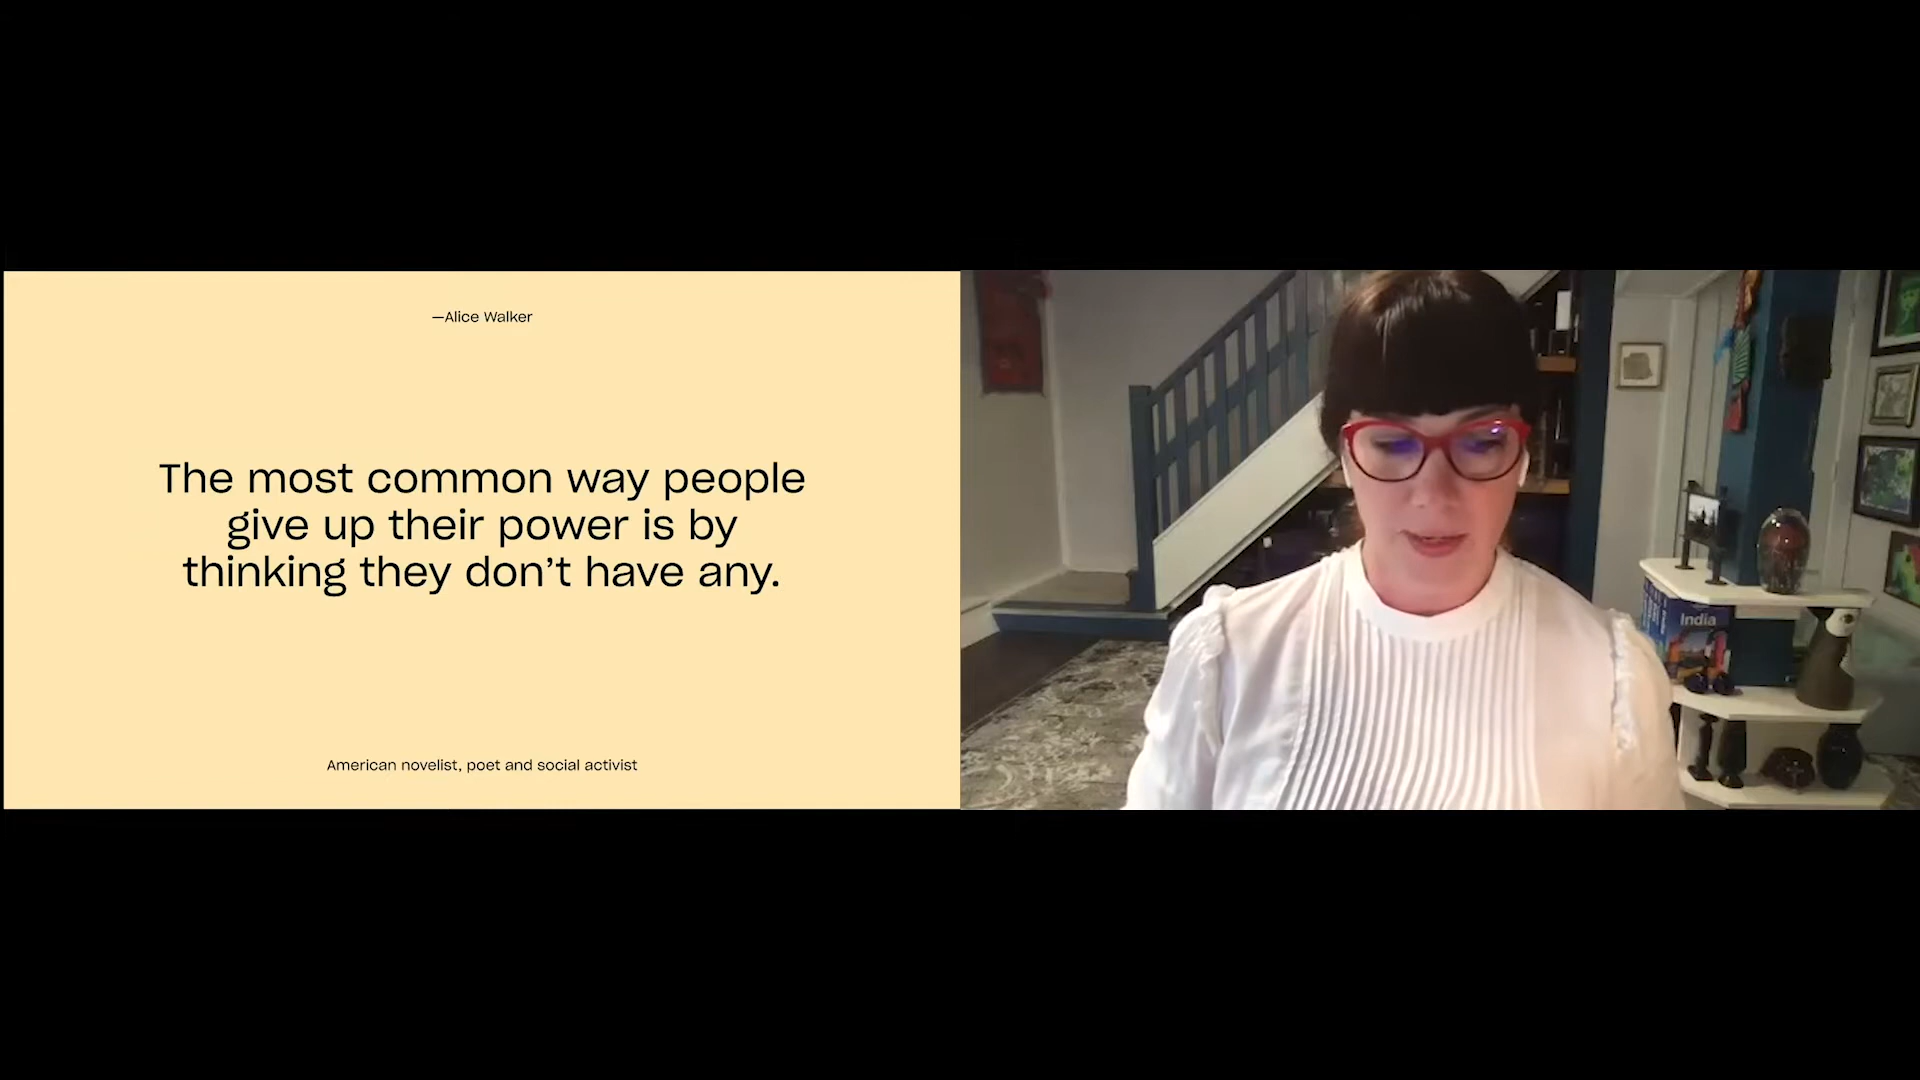 —Alice Walker
The most common way people
give up their power is by
thinking they don’t have any.
American novelist, poet and social activist
India